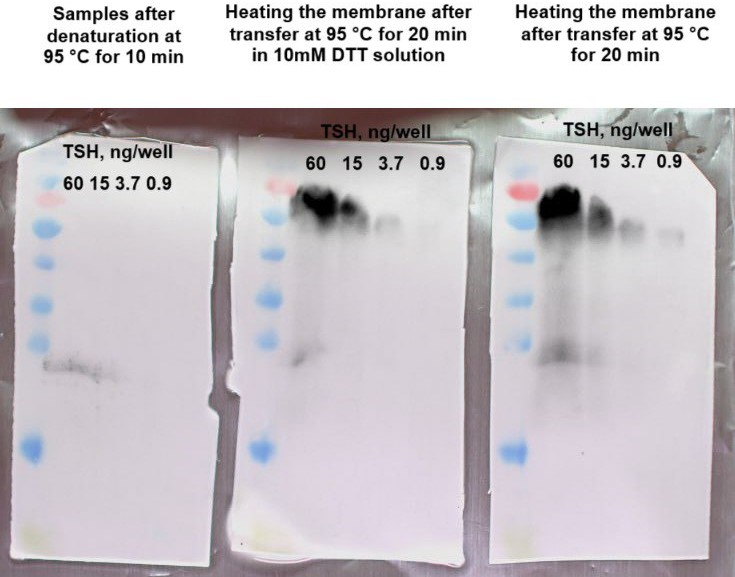 Samples after
denaturation at
95 °C for 10 min
Heating the membrane after
transfer at 95 °C for 20 min
in 10mM DTT solution
Heating the membrane
after transfer at 95 °C
for 20 min
TSH, ng/well
60 15 3.7 0.9
TSH, ng/well
60 15 3.7 0.9
TSH, ng/well
60 15 3.7 0.9